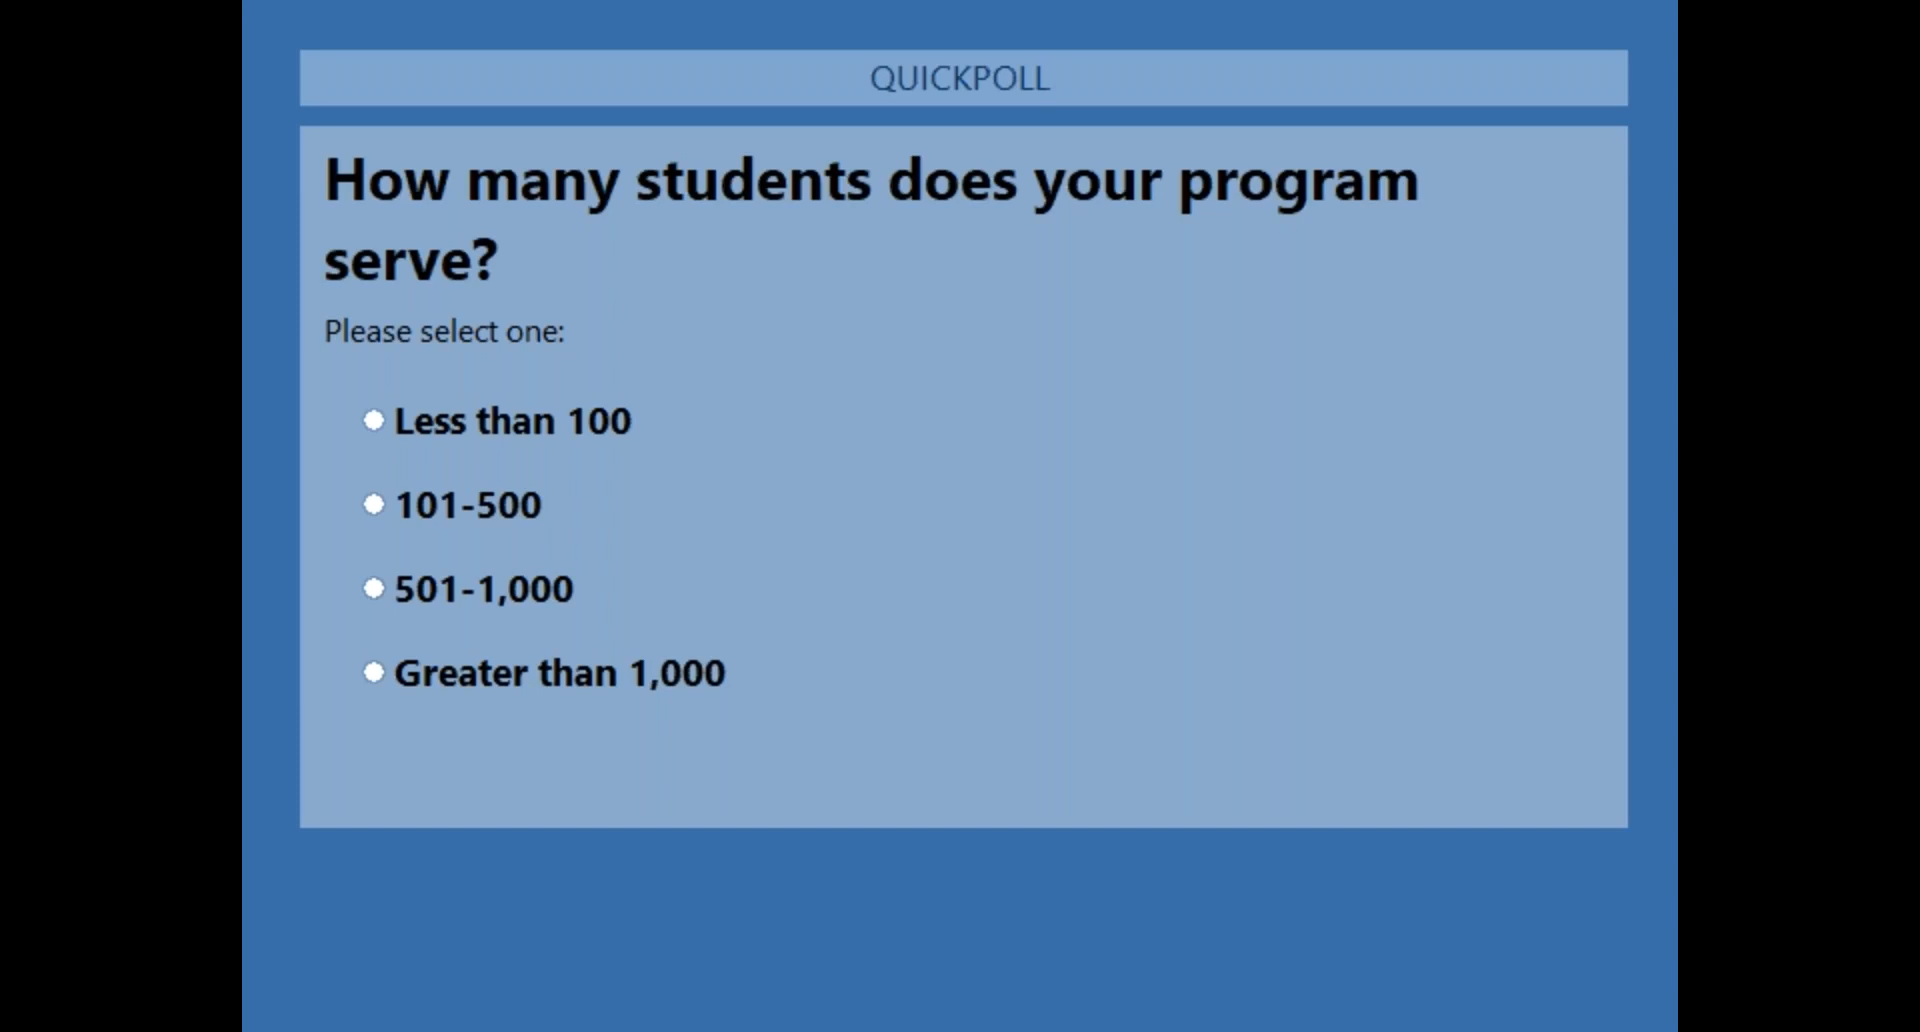 QUICKPOLL
How many students does your program
serve?
Please select one:
Less than 100
101-500
501-1,000
Greater than 1,000